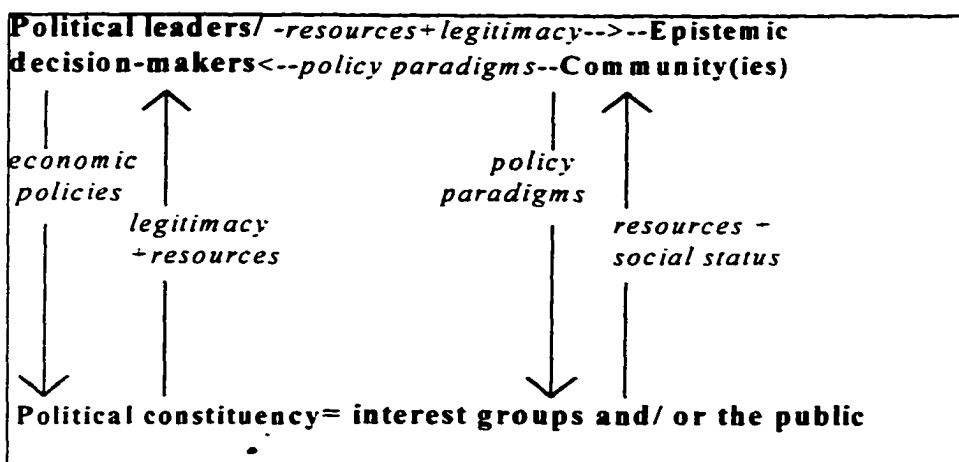 Political leaders/ -resources+legitimacy-->--Epistemic
decision-makers<--policy paradigms--Community(ies)
economic
policies
legitimacy
+resources
policy
paradigms
resources -
social status
Political constituency= interest groups and/ or the public